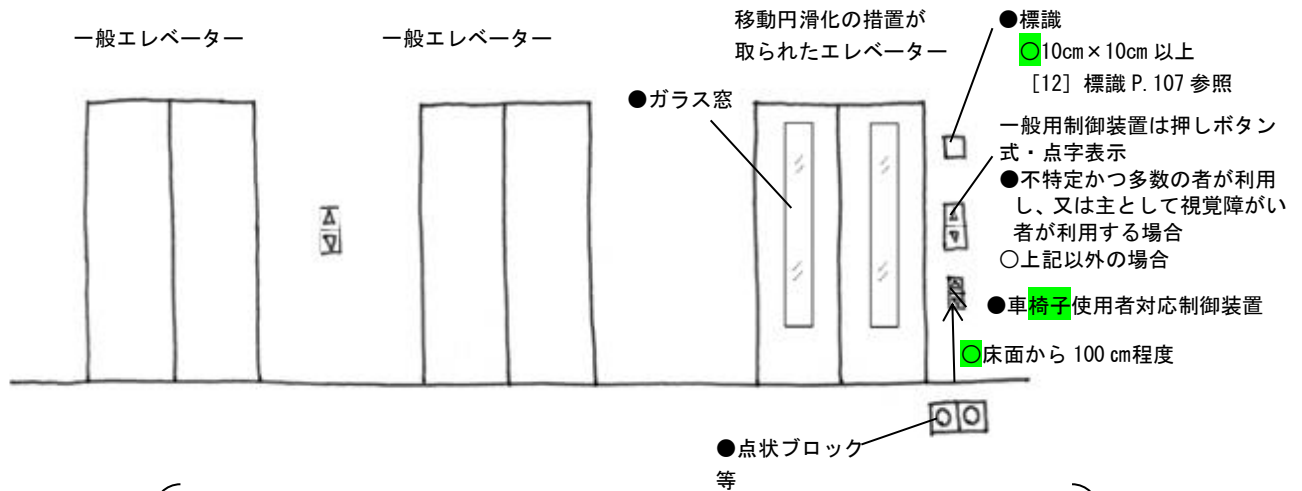 一般エレベーター
一般エレベーター
移動円滑化の措置が
取られたエレベーター
●標識
○10cm×10cm 以上
[12] 標識 P.107 参照
●ガラス窓
一般用制御装置は押しボタン
式・点字表示
●不特定かつ多数の者が利用
し、又は主として視覚障がい
者が利用する場合
○上記以外の場合
●車椅子使用者対応制御装置
○床面から 100 ㎝程度
●点状ブロック
等